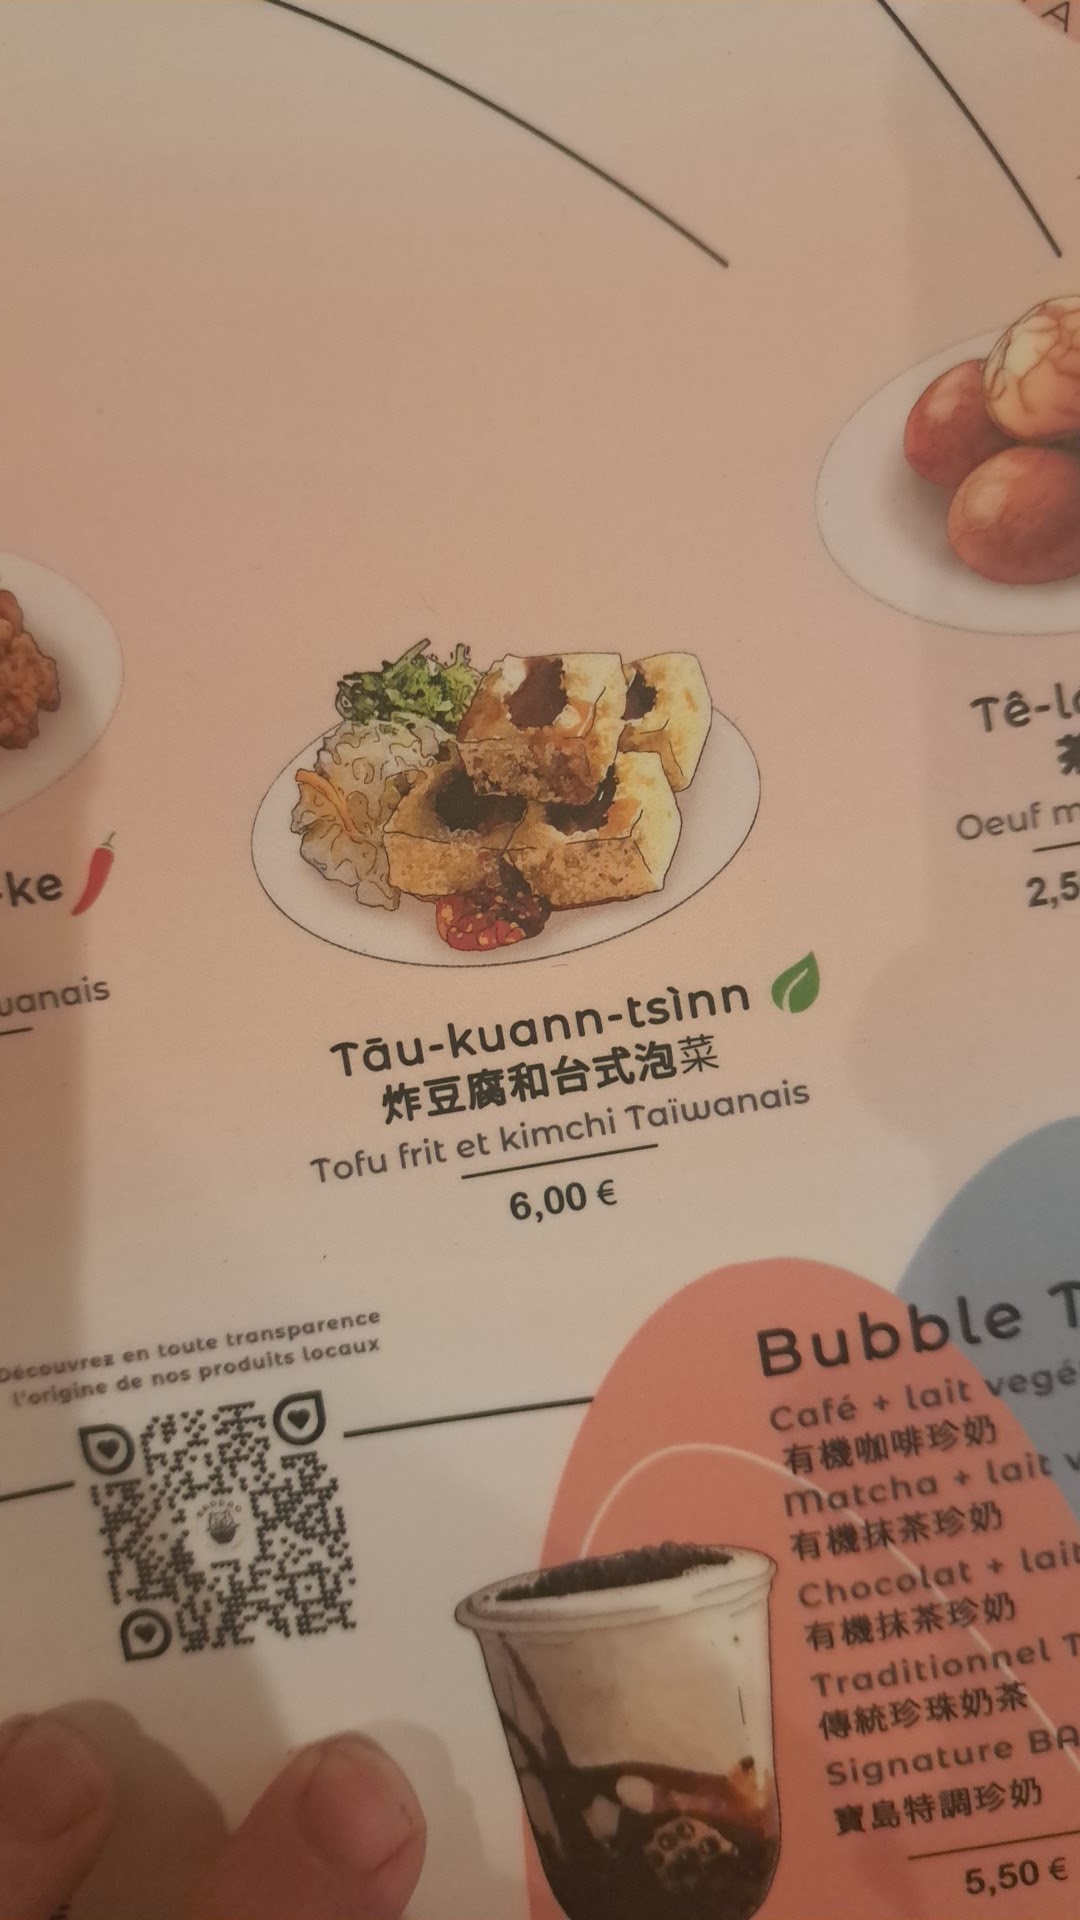 -ke
Tāu-kuann-tsìnn
炸豆腐和台式泡菜
Tofu frit et kimchi Taïwanais
6,00 €
Tê-l
Oeuf m
2,5
Découvrez en toute transparence
l'origine de nos produits locaux
Bubble T
Café + lait vegé
有機咖啡珍奶
Matcha + lait v
有機抹茶珍奶
Chocolat + lait
有機抹茶珍奶
Traditionnel T
傳統珍珠奶茶
Signature BA
寶島特調珍奶
5,50 €